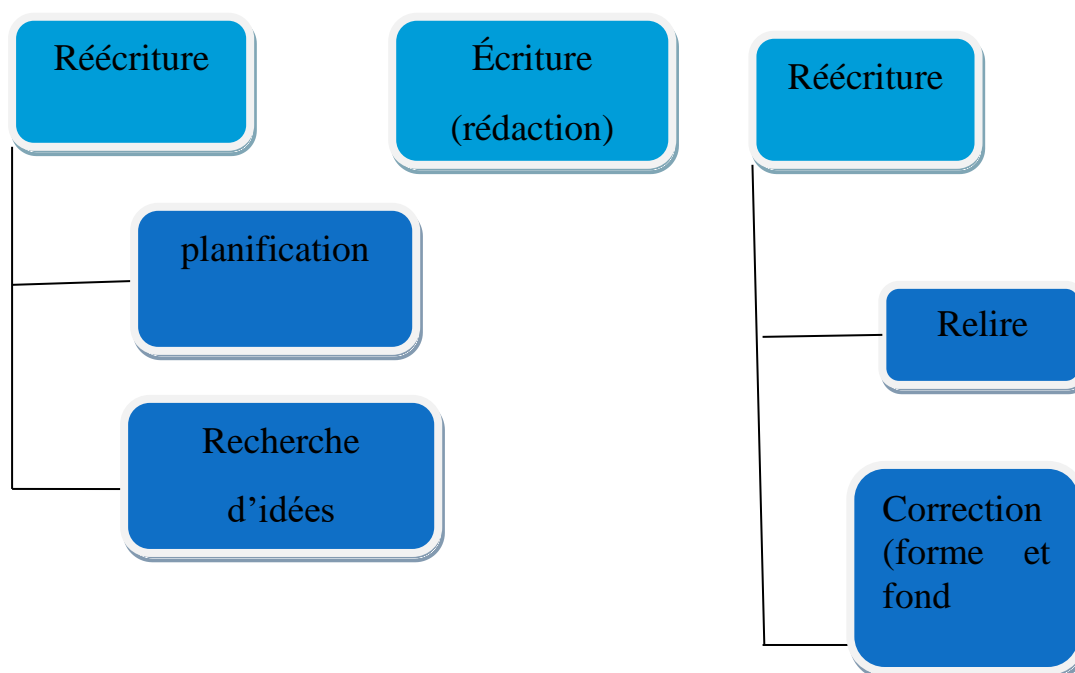 Réécriture
Écriture
(rédaction)
Réécriture
planification
Relire
Recherche
d’idées
Correction
(forme et
fond